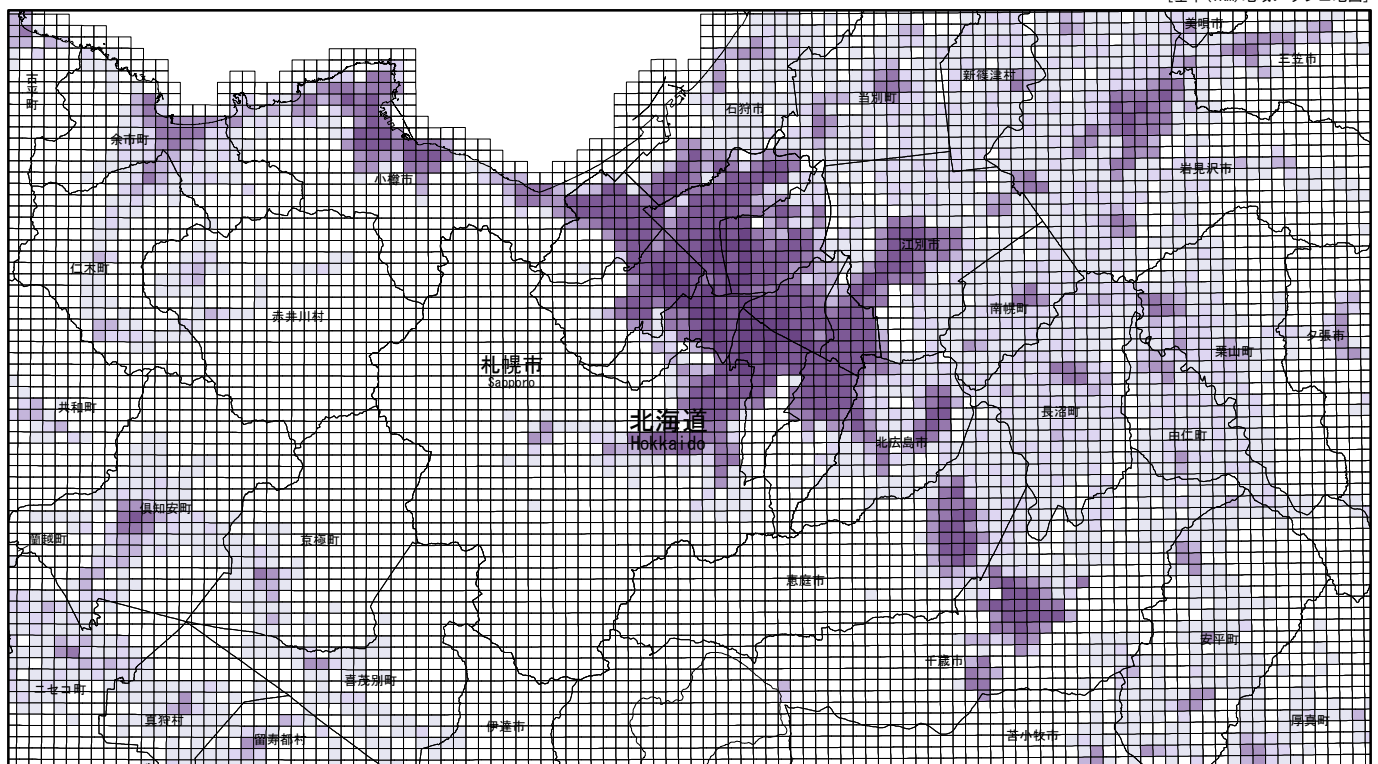 美唄市
三笠市
新篠津村
当別町
石狩市
古平町
余市町
小樽市
岩見沢市
江別市
仁木町
赤井川村
南幌町
夕張市
栗山町
札幌市
Sapporo
共和町
長沼町
北海道
Hokkaido
北広島市
由仁町
倶知安町
蘭越町
京極町
恵庭市
安平町
千歳市
ニセコ町
喜茂別町
真狩村
伊達市
留寿都村
苫小牧市
厚真町